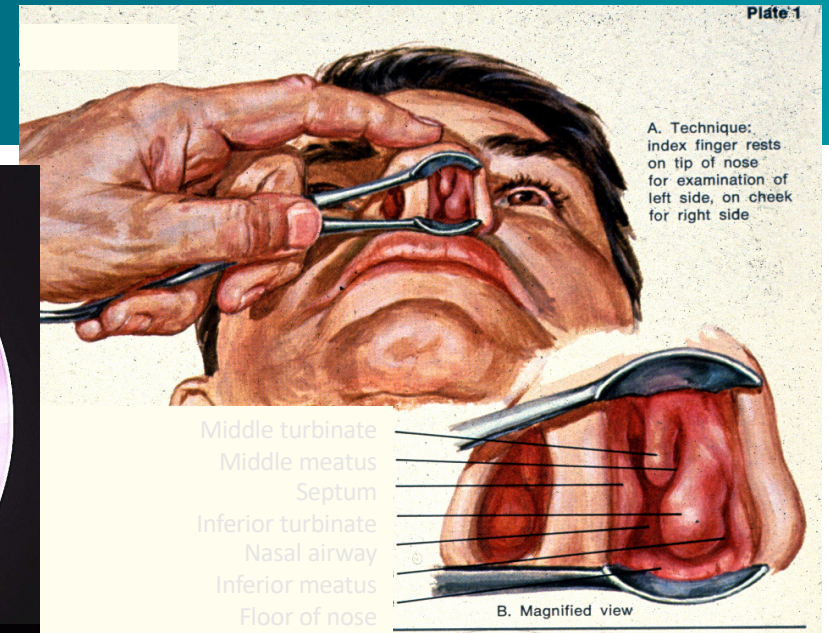 Plate 1
A. Technique:
index finger rests
on tip of nose
for examination of
left side, on cheek
for right side
Middle turbinate
Middle meatus
Septum
Inferior turbinate
Nasal airway
Inferior meatus
Floor of nose
B. Magnified view